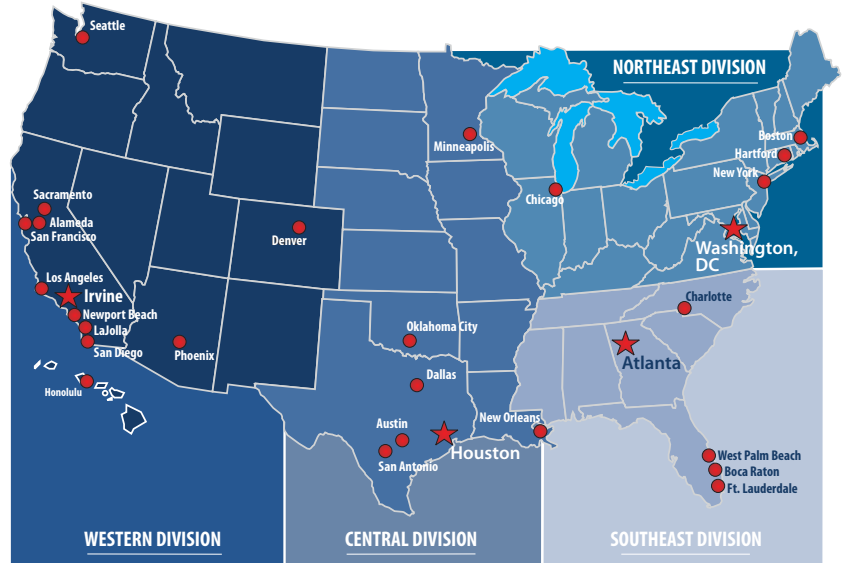 Seattle
NORTHEAST DIVISION
Minneapolis
Boston
Hartford
New York
Chicago
Sacramento
Alameda
San Francisco
Denver
Washington,
DC
Los Angeles
Irvine
Newport Beach
LaJolla
San Diego
Phoenix
Honolulu
Oklahoma City
Dallas
Austin
San Antonio
Houston
New Orleans
Charlotte
Atlanta
West Palm Beach
Boca Raton
Ft. Lauderdale
WESTERN DIVISION
CENTRAL DIVISION
SOUTHEAST DIVISION